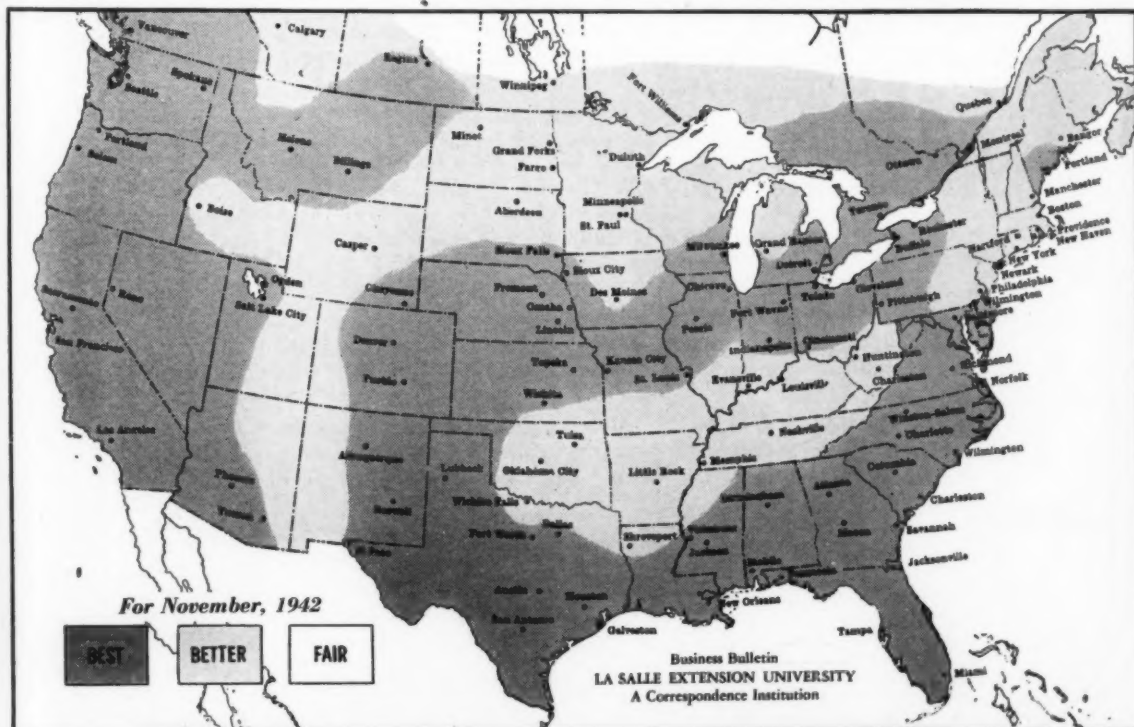 Vancouver
Calgary
Regina
Winnipeg
Fort William
Quebec
Spokane
Seattle
Portland
Salem
Helena
Billings
Minot
Grand Forks
Fargo
Duluth
Ottawa
Montreal
Bangor
Portland
Manchester
Boston
Providence
New Haven
Hartford
New York
Newark
Philadelphia
Wilmington
Baltimore
Boise
Casper
Aberdeen
Minneapolis
St. Paul
Sioux Falls
Sioux City
Milwaukee
Grand Rapids
Detroit
Toronto
Rochester
Buffalo
Ogden
Salt Lake City
Cheyenne
Fremont
Omaha
Lincoln
Des Moines
Chicago
Toledo
Cleveland
Pittsburgh
Sacramento
Reno
San Francisco
Denver
Pueblo
Topeka
Kansas City
Wichita
Peoria
Fort Wayne
Indianapolis
Cincinnati
St. Louis
Evansville
Louisville
Huntington
Charleston
Richmond
Norfolk
Los Angeles
Albuquerque
Lubbock
Tulsa
Oklahoma City
Little Rock
Memphis
Nashville
Winston-Salem
Charlotte
Wilmington
Columbia
Charleston
Savannah
Jacksonville
Phoenix
Tucson
Roswell
El Paso
Wichita Falls
Fort Worth
Dallas
Shreveport
Jackson
Birmingham
Atlanta
Macon
Mobile
Austin
Houston
San Antonio
Galveston
New Orleans
Tampa
Miami
For November, 1942
BEST
BETTER
FAIR
Business Bulletin
LA SALLE EXTENSION UNIVERSITY
A Correspondence Institution